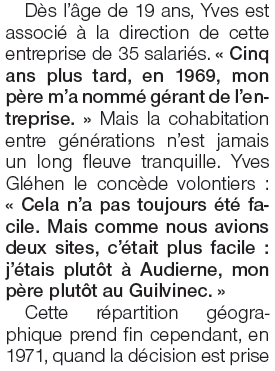 Dès l'âge de 19 ans, Yves est
associé à la direction de cette
entreprise de 35 salariés. « Cinq
ans plus tard, en 1969, mon
père m'a nommé gérant de l'en-
treprise. » Mais la cohabitation
entre générations n'est jamais
un long fleuve tranquille. Yves
Gléhen le concède volontiers :
« Cela n'a pas toujours été fa-
cile. Mais comme nous avions
deux sites, c'était plus facile :
j'étais plutôt à Audierne, mon
père plutôt au Guilvinec. »
Cette répartition géogra-
phique prend fin cependant, en
1971, quand la décision est prise